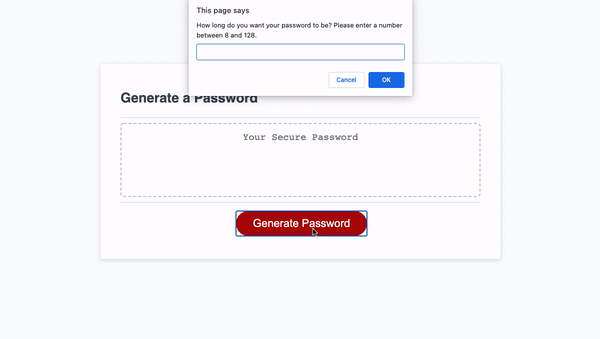 This page says
How long do you want your password to be? Please enter a number
between 8 and 128.
Cancel
OK
Generate a Password
Your Secure Password
Generate Password